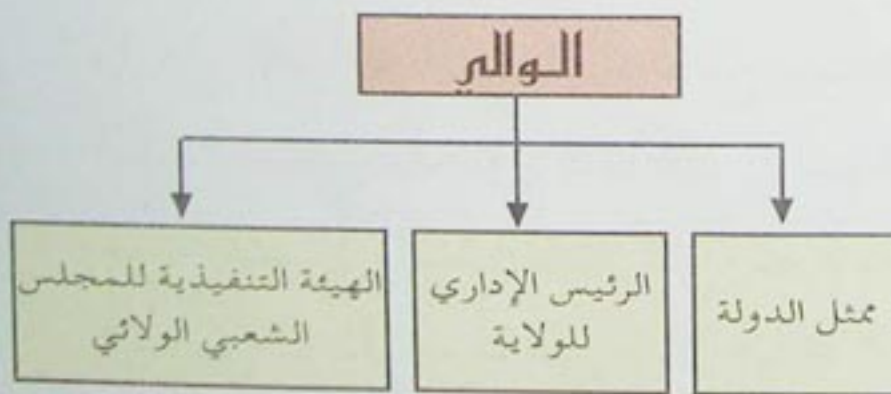 الوالي
ممثل الدولة
الرئيس الإداري
للولاية
الهيئة التنفيذية للمجلس
الشعبي الولائي